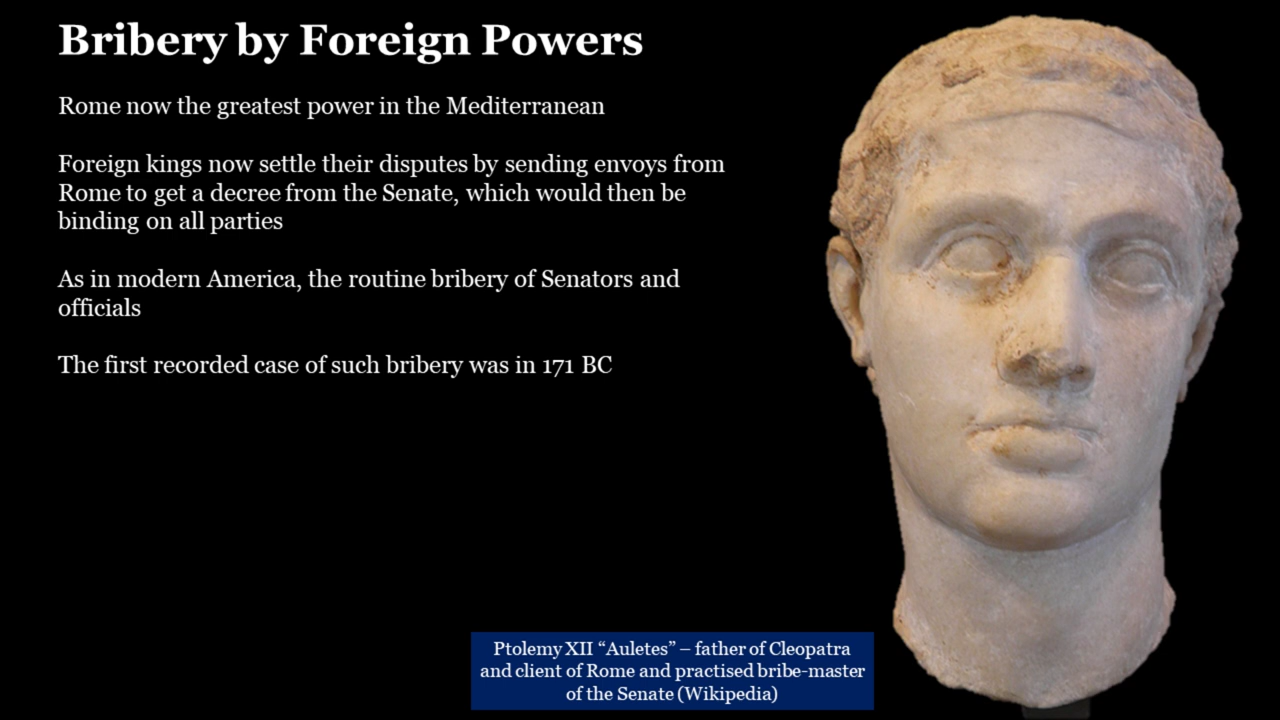 Bribery by Foreign Powers
Rome now the greatest power in the Mediterranean
Foreign kings now settle their disputes by sending envoys from
Rome to get a decree from the Senate, which would then be
binding on all parties
As in modern America, the routine bribery of Senators and
officials
The first recorded case of such bribery was in 171 BC
Ptolemy XII “Auletes” – father of Cleopatra
and client of Rome and practised bribe-master
of the Senate (Wikipedia)